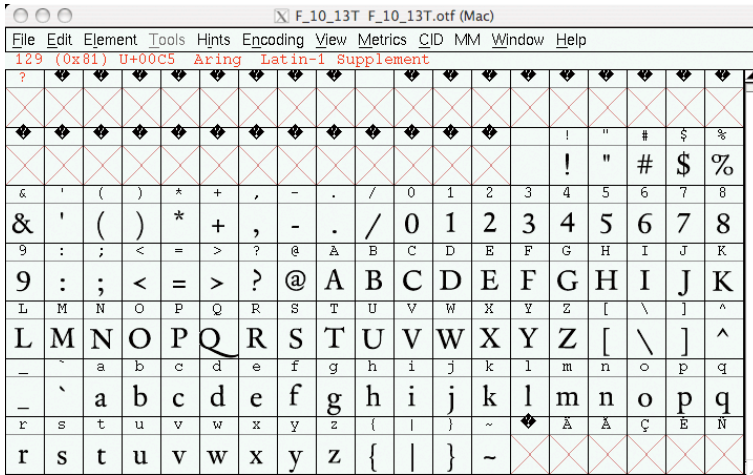 F_10_13T F_10_13T.otf (Mac)
File Edit Element Tools Hints Encoding View Metrics CID MM Window Help
129 (0x81) U+00C5 Aring Latin-1 Supplement
? � � � � � � � � � � � � � � � � �
� � � � � � � � � � � � ! " # $ %
! " # $ %
& ' ( ) * + , - . / 0 1 2 3 4 5 6 7 8
& ' ( ) * + , - . / 0 1 2 3 4 5 6 7 8
9 : ; < = > ? @ A B C D E F G H I J K
9 : ; < = > ? @ A B C D E F G H I J K
L M N O P Q R S T U V W X Y Z [ \ ] ^
L M N O P Q R S T U V W X Y Z [ \ ] ^
_ ` a b c d e f g h i j k l m n o p q
_ ` a b c d e f g h i j k l m n o p q
r s t u v w x y z { | } ~ � Ä Å Ç É Ñ
r s t u v w x y z { | } ~